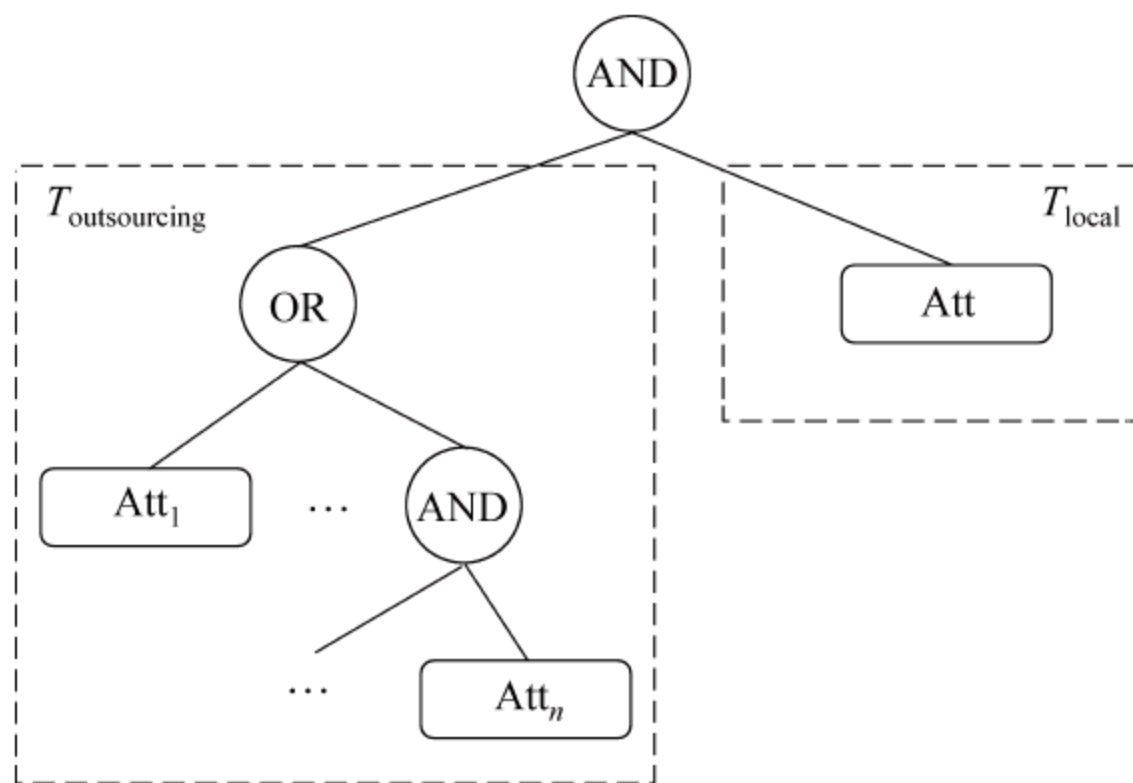 AND
T_outsourcing
T_local
OR
Att
Att_1
...
AND
...
Att_n